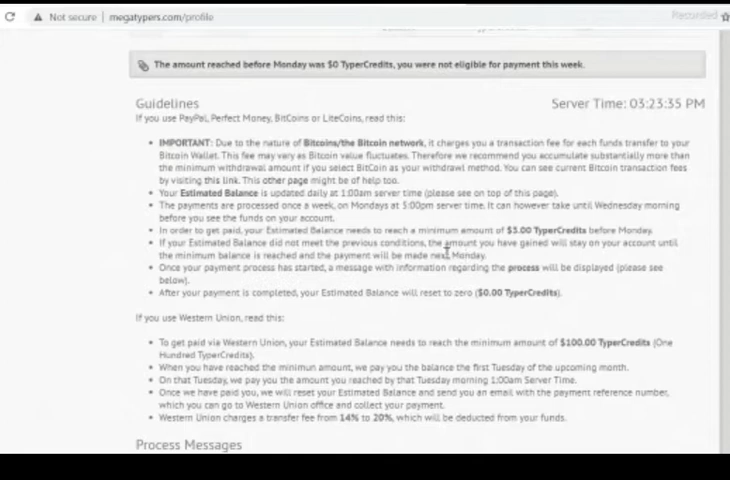 Not secure | megatypers.com/profile
Recorded
The amount reached before Monday was $0 TyperCredits, you were not eligible for payment this week.
Guidelines
Server Time: 03:23:35 PM
If you use PayPal, Perfect Money, BitCoins or LiteCoins, read this:
• IMPORTANT: Due to the nature of Bitcoins/the Bitcoin network, it charges you a transaction fee for each funds transfer to your
Bitcoin Wallet. This fee may vary as Bitcoin value fluctuates. Therefore we recommend you accumulate substantially more than
the minimum withdrawal amount if you select BitCoin as your withdrawl method. You can see current Bitcoin transaction fees
by visiting this link. This other page might be of help too.
• Your Estimated Balance is updated daily at 1:00am server time (please see on top of this page).
• The payments are processed once a week, on Mondays at 5:00pm server time. It can however take until Wednesday morning
before you see the funds on your account.
• In order to get paid, your Estimated Balance needs to reach a minimum amount of $3.00 TyperCredits before Monday.
• If your Estimated Balance did not meet the previous conditions, the amount you have gained will stay on your account until
the minimum balance is reached and the payment will be made next Monday.
• Once your payment process has started, a message with information regarding the process will be displayed (please see
below).
• After your payment is completed, your Estimated Balance will reset to zero ($0.00 TyperCredits).
If you use Western Union, read this:
• To get paid via Western Union, your Estimated Balance needs to reach the minimum amount of $100.00 TyperCredits (One
Hundred TyperCredits).
• When you have reached the minimun amount, we pay you the balance the first Tuesday of the upcoming month.
• On that Tuesday, we pay you the amount you reached by that Tuesday morning 1:00am Server Time.
• Once we have paid you, we will reset your Estimated Balance and send you an email with the payment reference number,
which you can go to Western Union office and collect your payment.
• Western Union charges a transfer fee from 14% to 20%, which will be deducted from your funds.
Process Messages